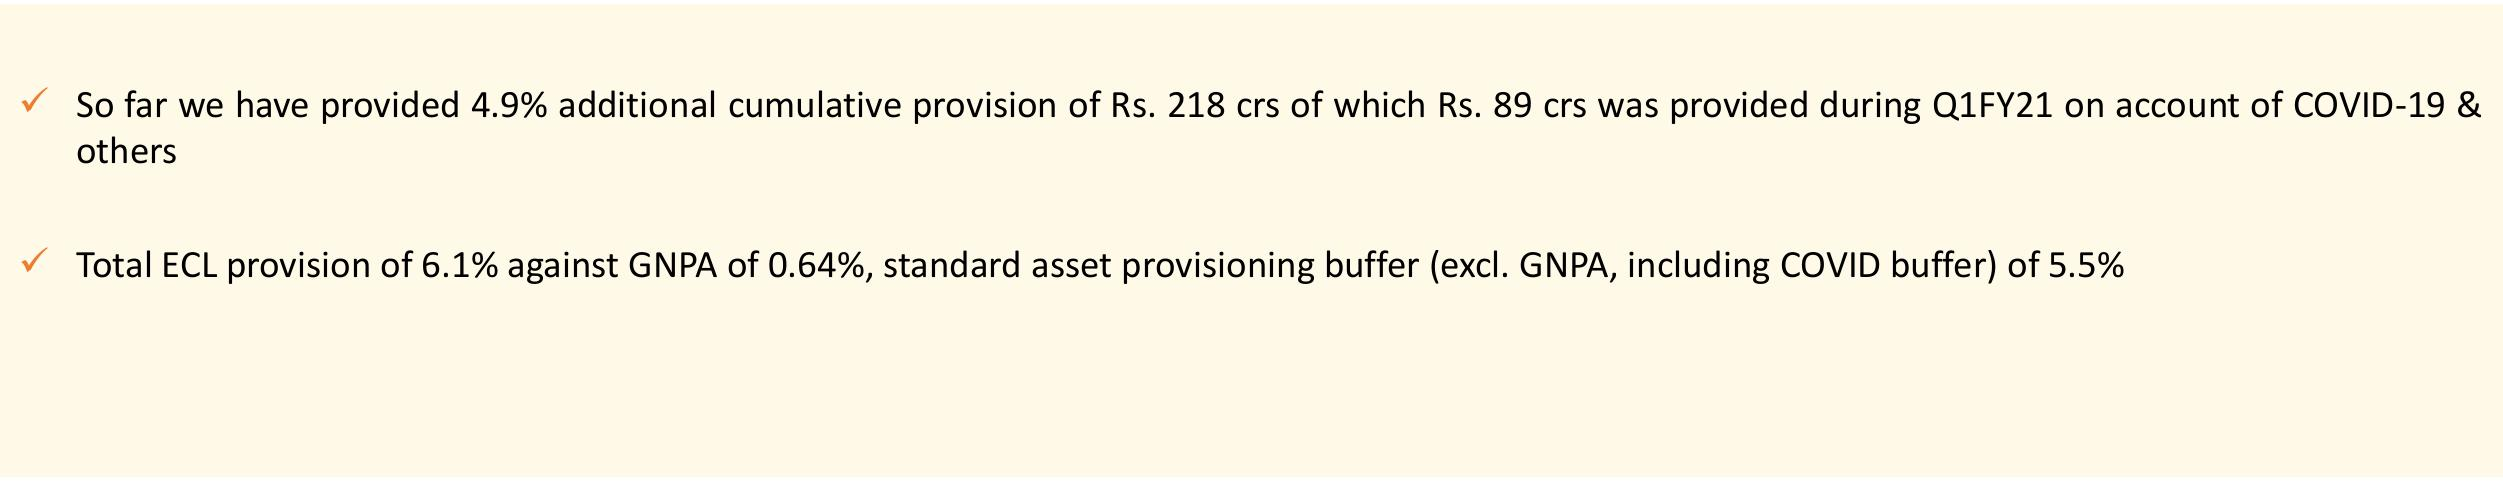 ✓ So far we have provided 4.9% additional cumulative provision of Rs. 218 crs of which Rs. 89 crs was provided during Q1FY21 on account of COVID-19 &
others
✓ Total ECL provision of 6.1% against GNPA of 0.64%, standard asset provisioning buffer (excl. GNPA, including COVID buffer) of 5.5%